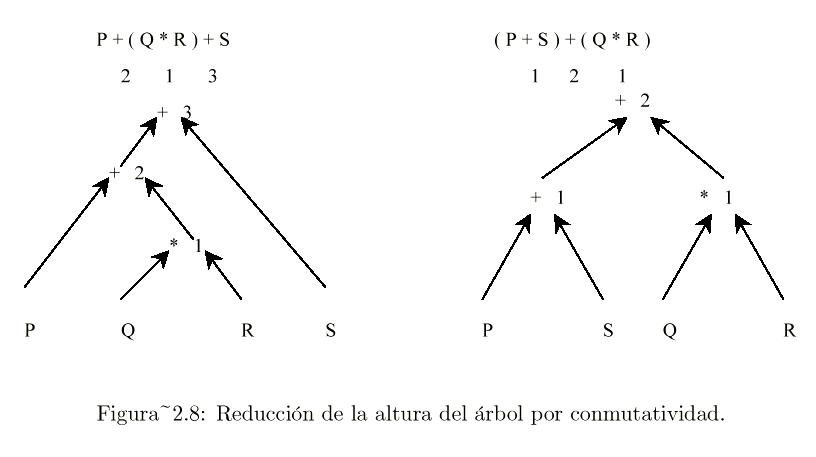 P + ( Q * R ) + S
2 1 3
+ 3
+ 2
* 1
P Q R S
( P + S ) + ( Q * R )
1 2 1
+ 2
+ 1 * 1
P S Q R
Figura~2.8: Reducción de la altura del árbol por conmutatividad.